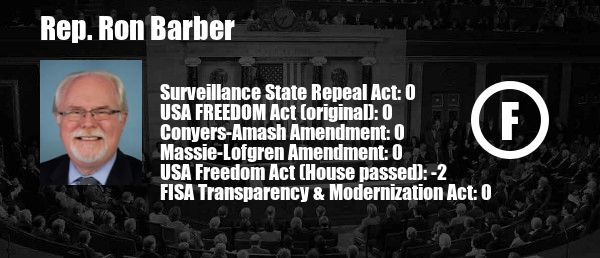 Rep. Ron Barber
Surveillance State Repeal Act: 0
USA FREEDOM Act (original): 0
Conyers-Amash Amendment: 0
Massie-Lofgren Amendment: 0
USA Freedom Act (House passed): -2
FISA Transparency & Modernization Act: 0
F